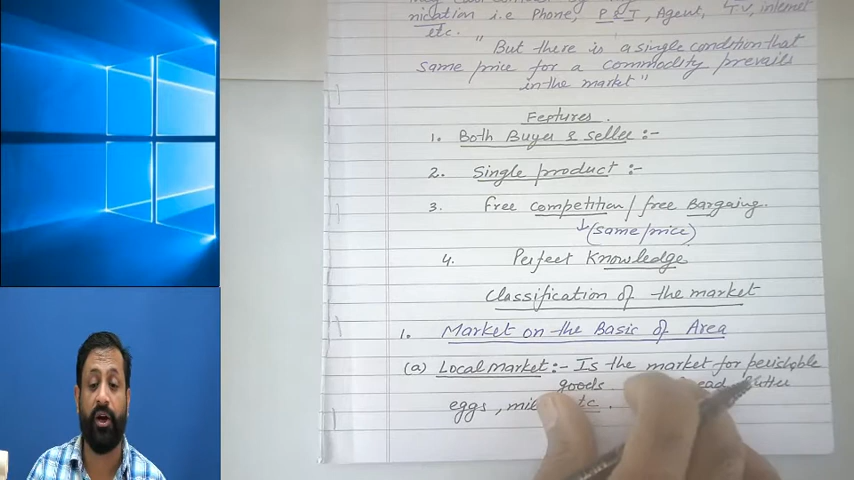 nication i.e Phone, P & T, Agent, T.V, internet
etc.
" But there is a single condition that
same price for a commodity prevails
in the market "
Features.
1. Both Buyer & seller :-
2. Single product :-
3. free competition / free Bargaing.
↓ (same price)
4. Perfect Knowledge
Classification of the market
1. Market on the Basic of Area
(a) Local market :- Is the market for perishable
goods butter
eggs, etc.